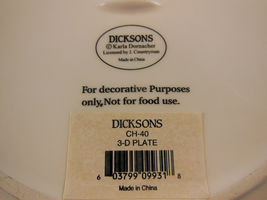 DICKSONS
© Karla Dornacher
Licensed by J. Countryman
Made in China
For decorative Purposes
only, Not for food use.
DICKSONS
CH-40
3-D PLATE
6 03799 09931 8
Made in China